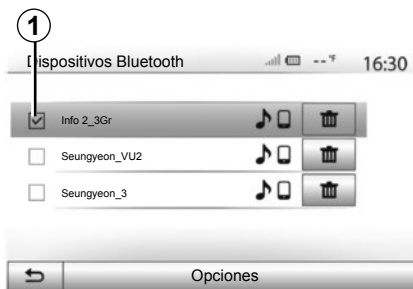 1
Dispositivos Bluetooth -- °F 16:30
Info 2_3Gr
Seungyeon_VU2
Seungyeon_3
Opciones